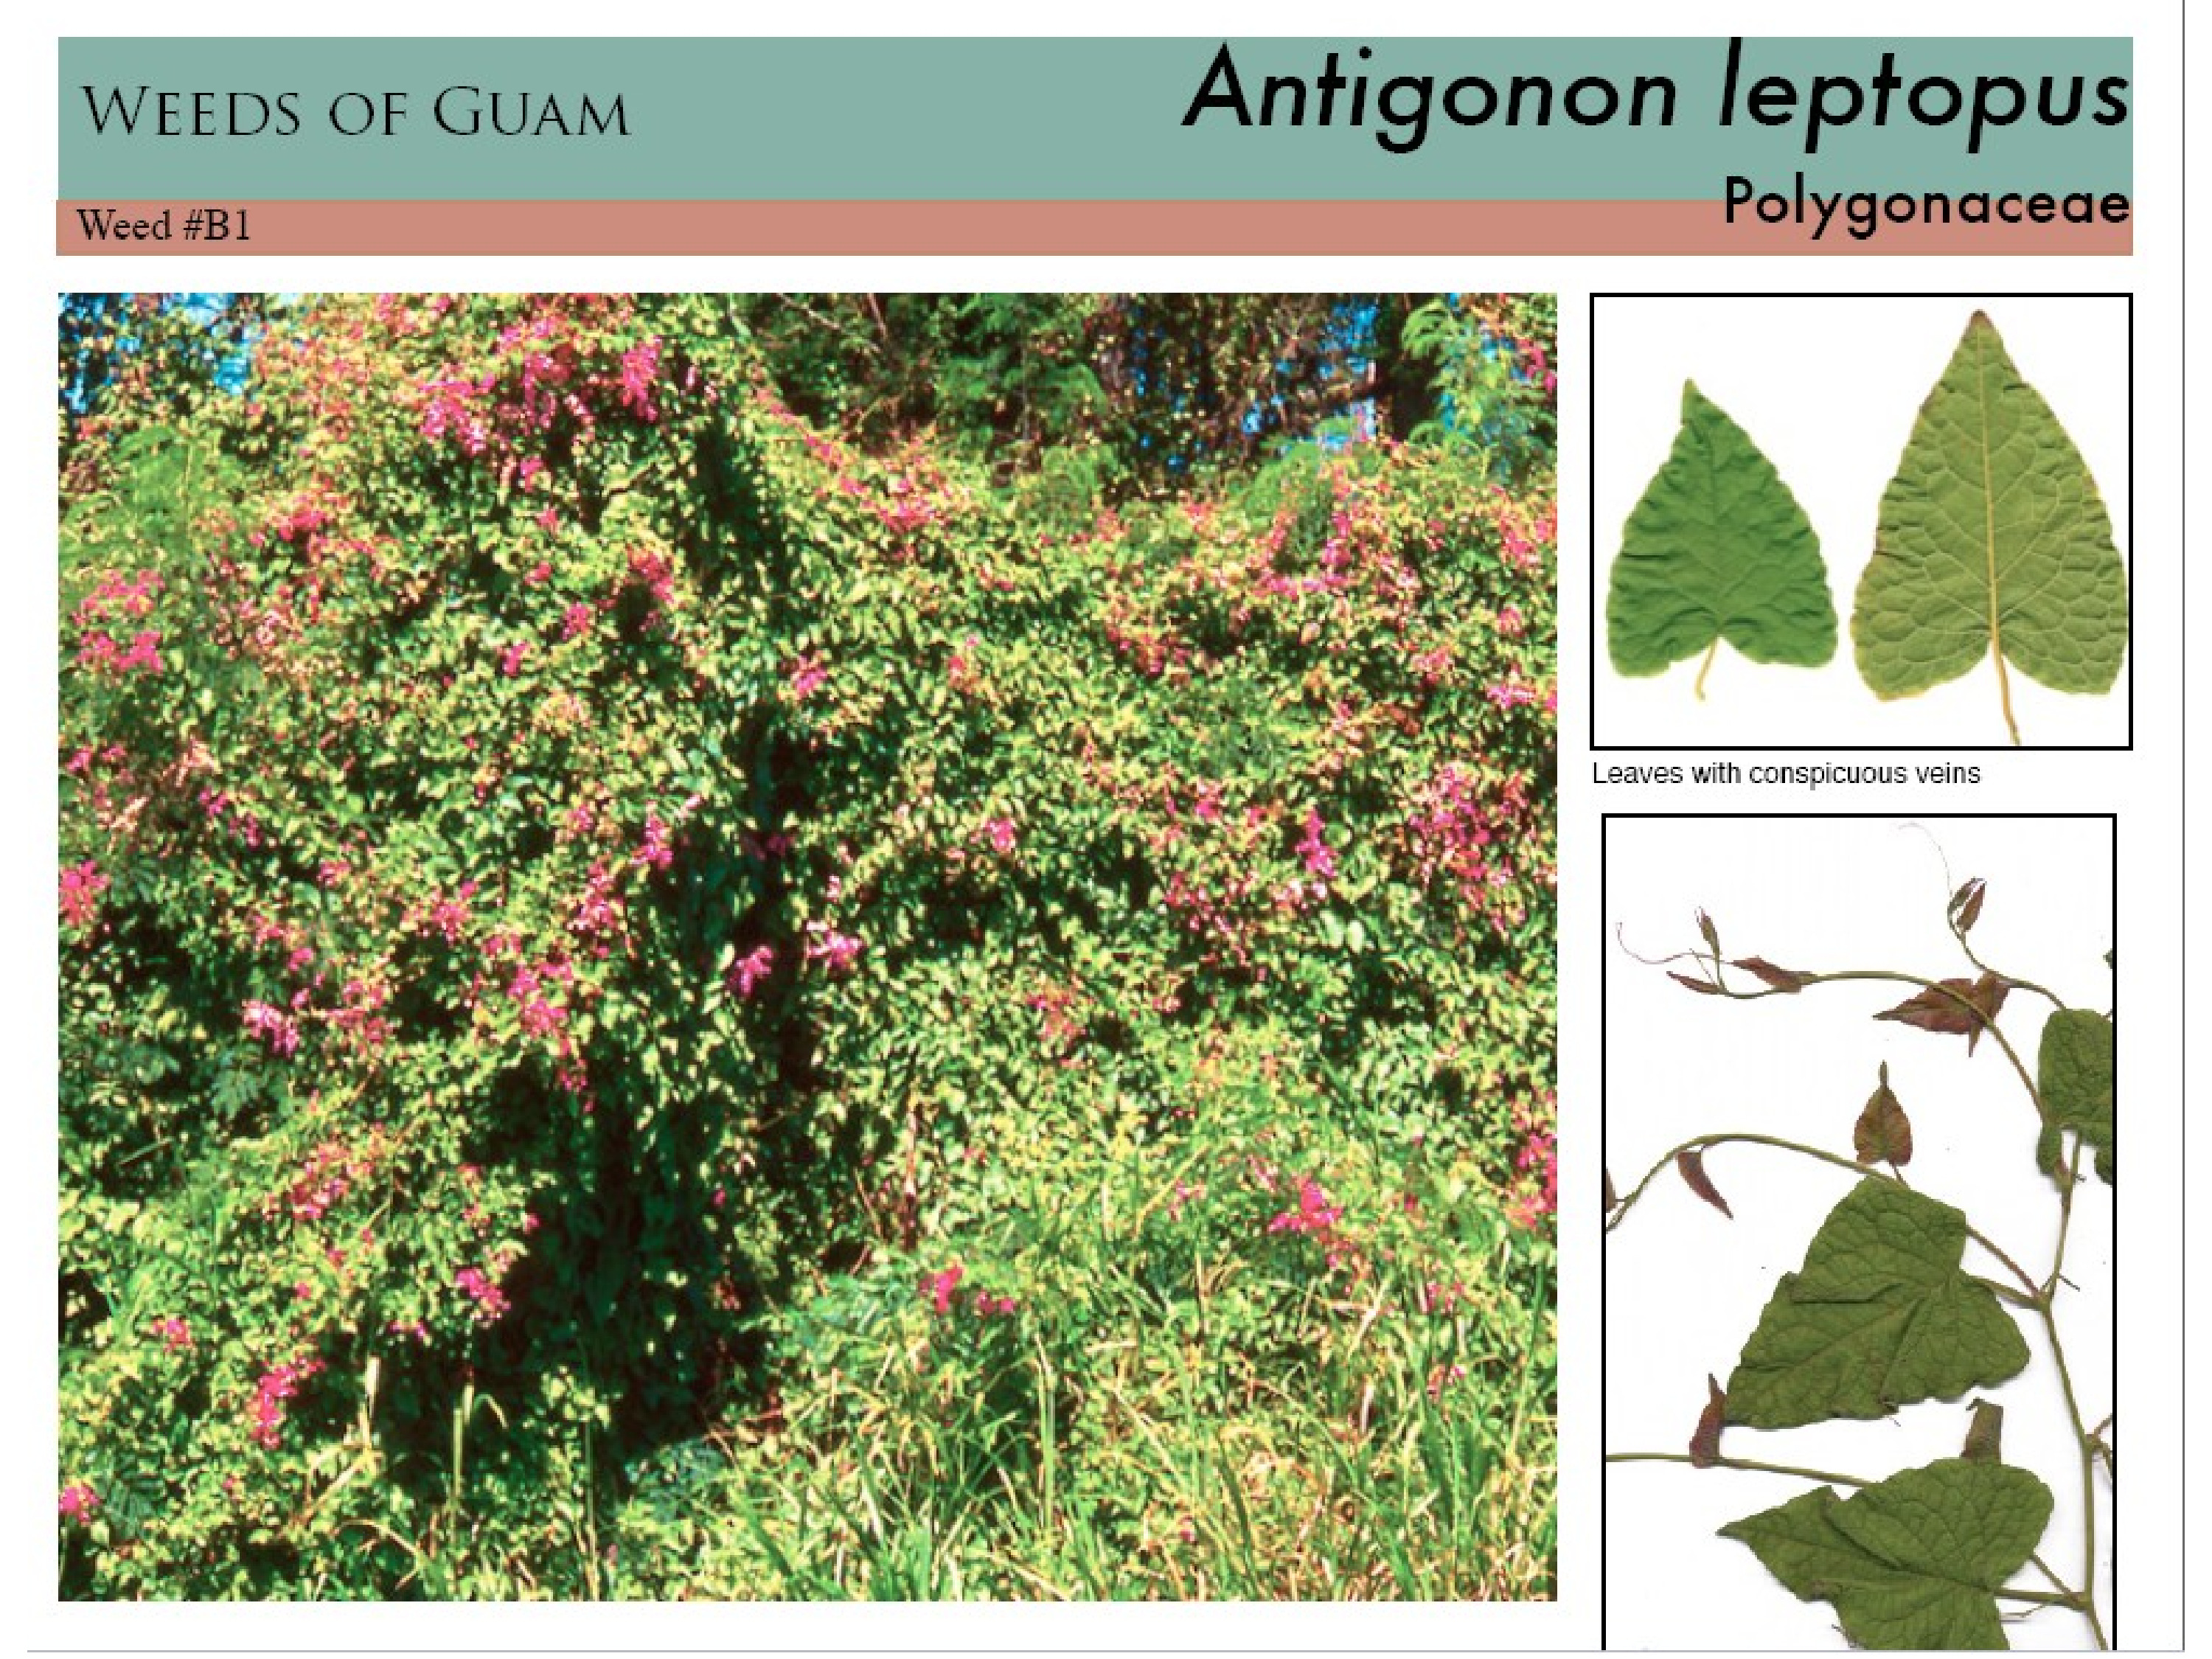 WEEDS OF GUAM
Antigonon leptopus
Polygonaceae
Weed #B1
Leaves with conspicuous veins